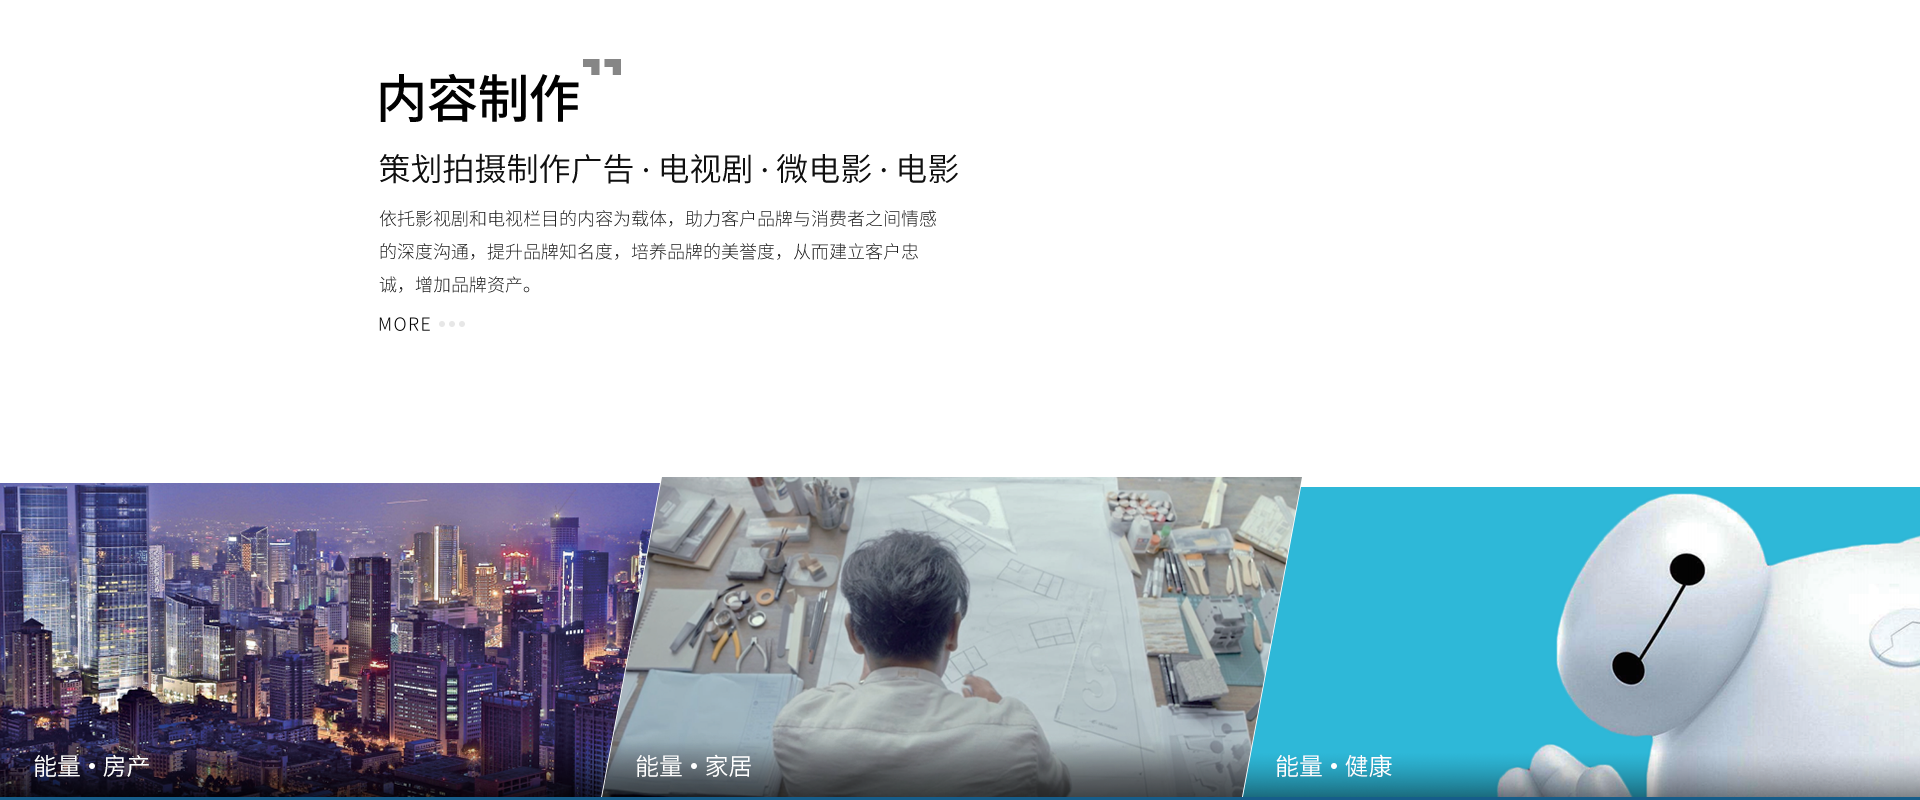 内容制作
策划拍摄制作广告 · 电视剧 · 微电影 · 电影
依托影视剧和电视栏目的内容为载体，助力客户品牌与消费者之间情感
的深度沟通，提升品牌知名度，培养品牌的美誉度，从而建立客户忠
诚，增加品牌资产。
MORE
能量 • 房产
能量 • 家居
能量 • 健康